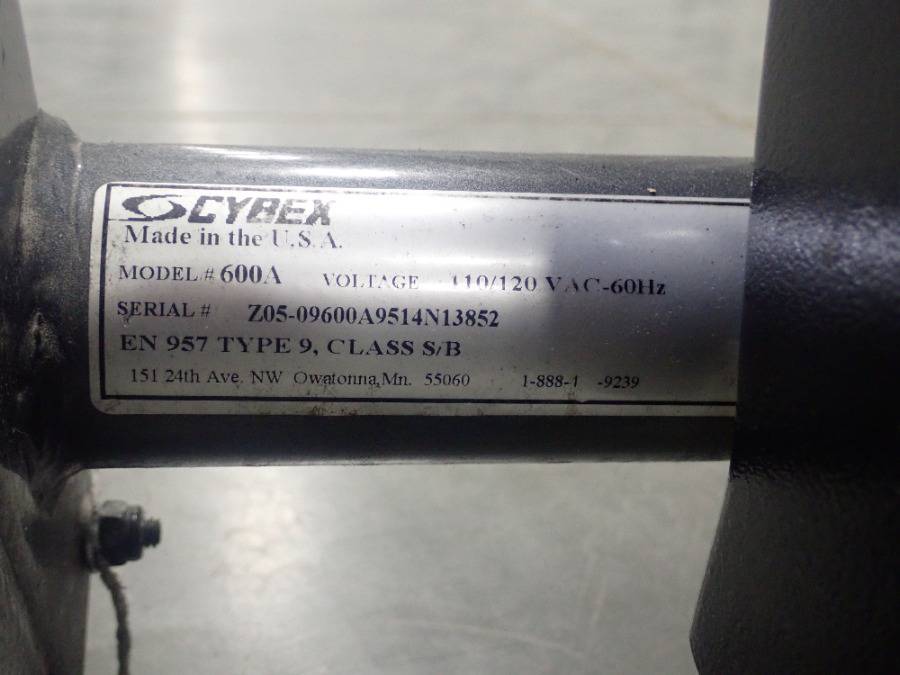 CYBEX
Made in the U.S.A.
MODEL# 600A VOLTAGE 110/120 VAC-60Hz
SERIAL # Z05-09600A9514N13852
EN 957 TYPE 9, CLASS S/B
151 24th Ave. NW Owatonna,Mn. 55060 1-888-
-9239